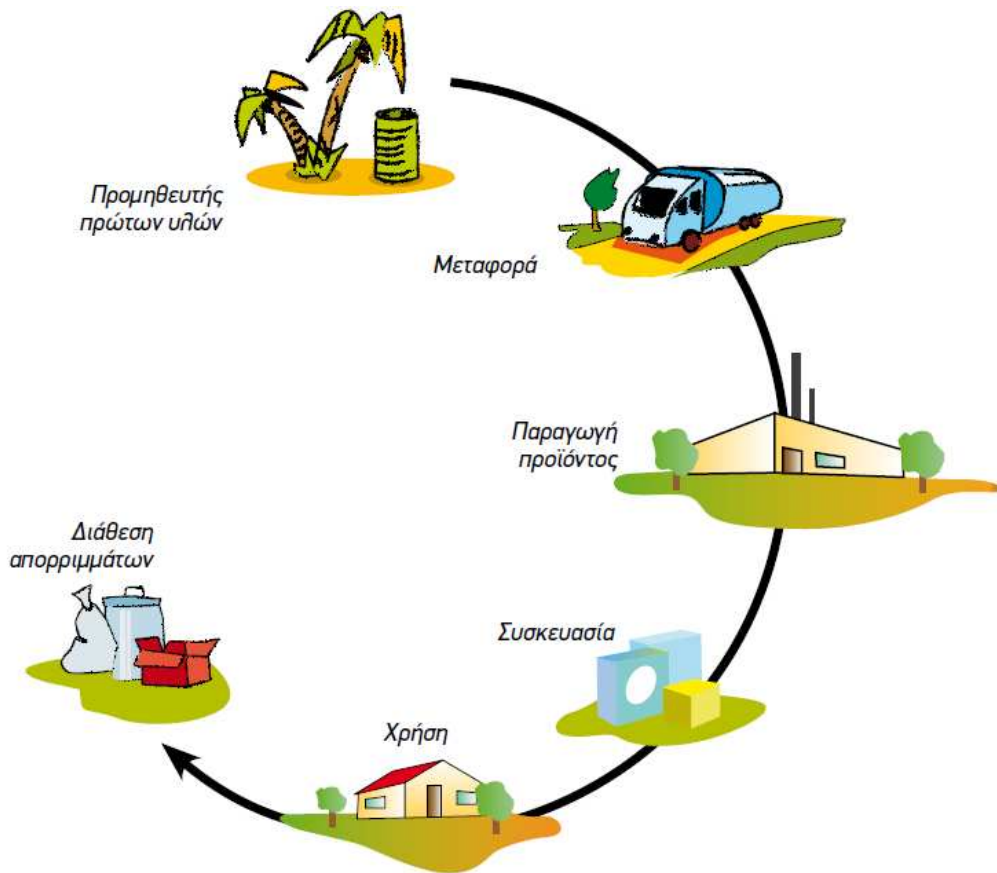 Προμηθευτής
πρώτων υλών
Μεταφορά
Παραγωγή
προϊόντος
Συσκευασία
Χρήση
Διάθεση
απορριμμάτων